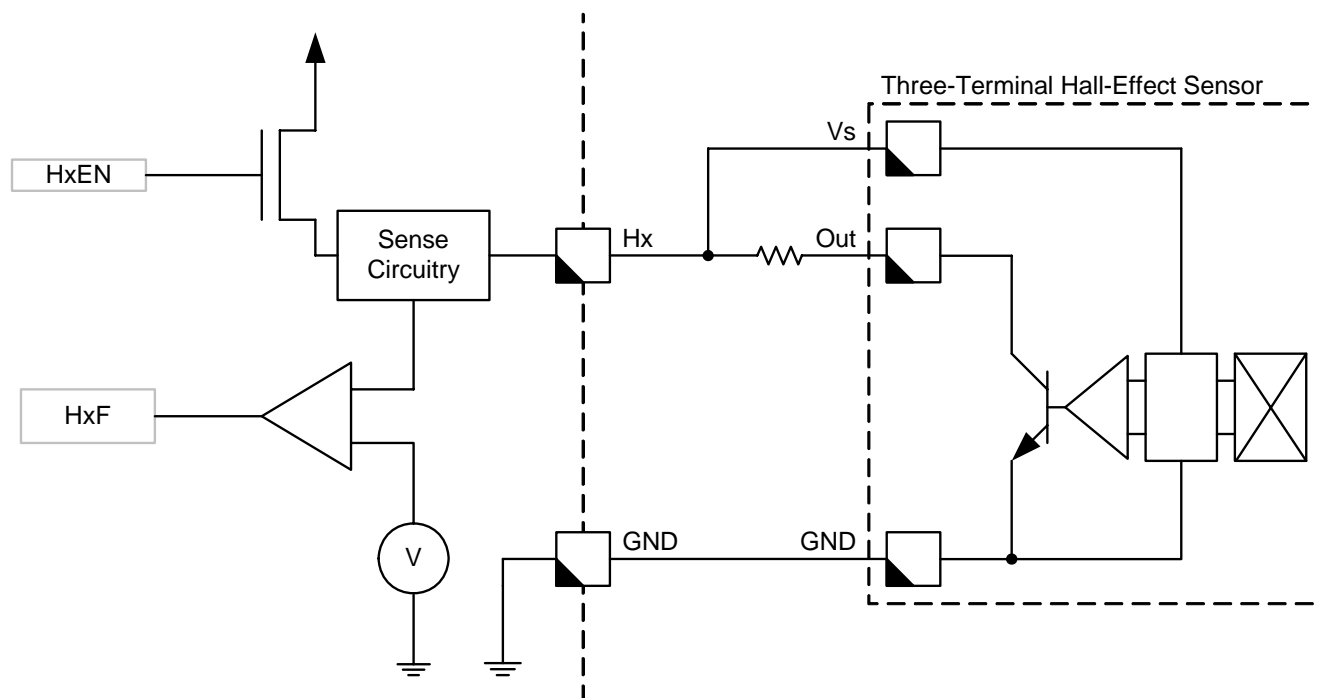 Three-Terminal Hall-Effect Sensor
Vs
HxEN
Sense
Circuitry
Hx
Out
HxF
GND
GND
V